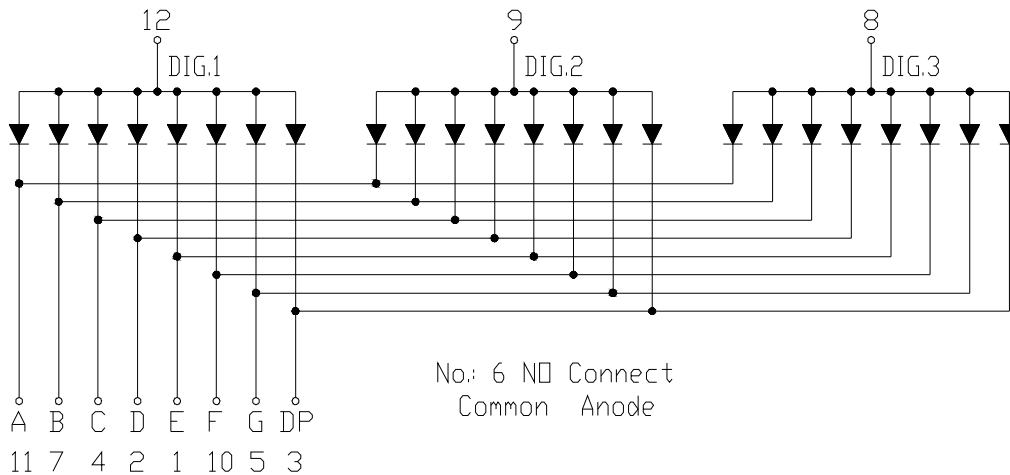 12 9 8
DIG.1 DIG.2 DIG.3
No.: 6 NO Connect
Common Anode
A B C D E F G DP
11 7 4 2 1 10 5 3